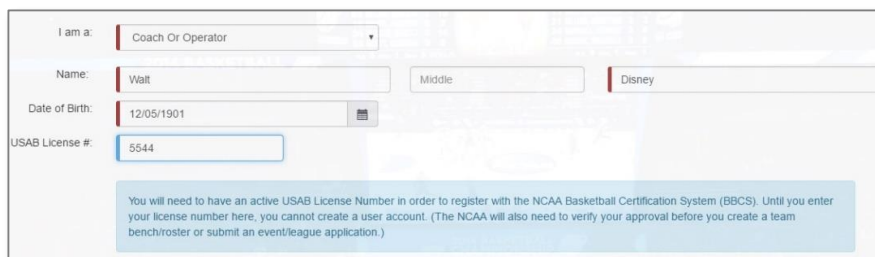 I am a: Coach Or Operator
Name: Walt Middle Disney
Date of Birth: 12/05/1901
USAB License #: 5544
You will need to have an active USAB License Number in order to register with the NCAA Basketball Certification System (BBCS). Until you enter
your license number here, you cannot create a user account. (The NCAA will also need to verify your approval before you create a team
bench/roster or submit an event/league application.)